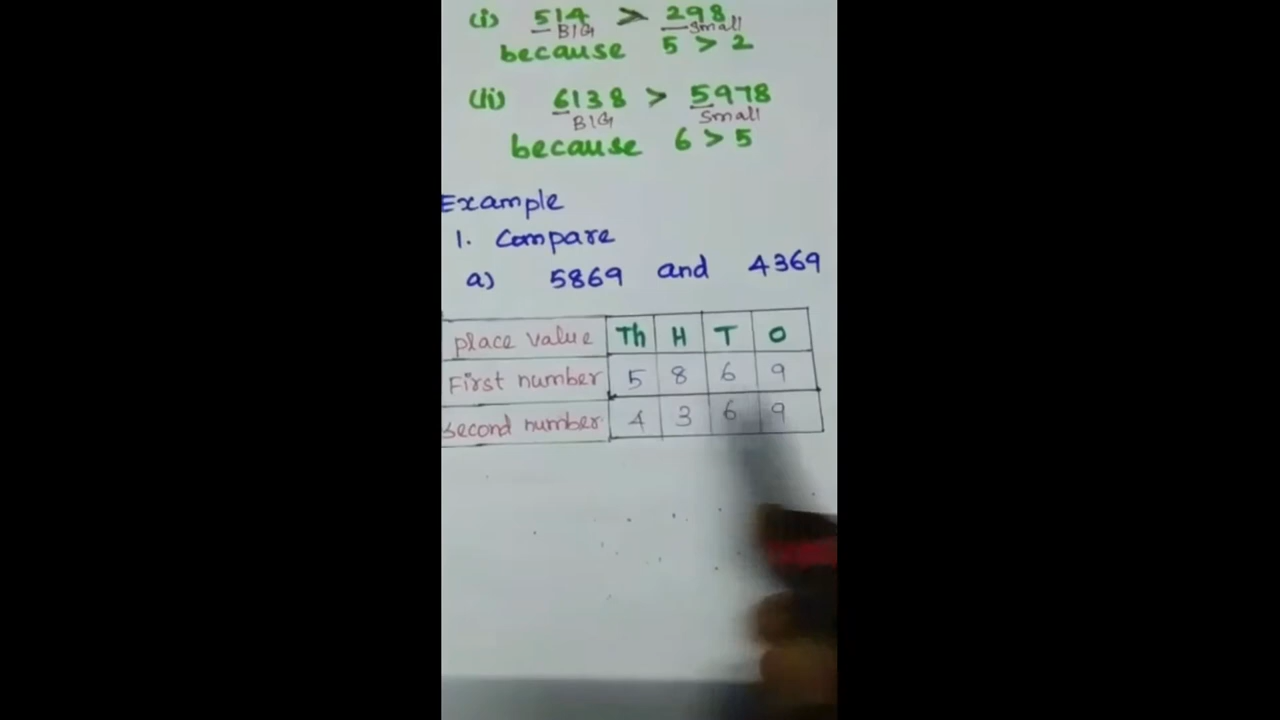 (i) 514 > 298
BIG Small
because 5 > 2
(ii) 6138 > 5978
BIG Small
because 6 > 5
Example
1. Compare
a) 5869 and 4369
place value Th H T O
First number 5 8 6 9
second number 4 3 6 9